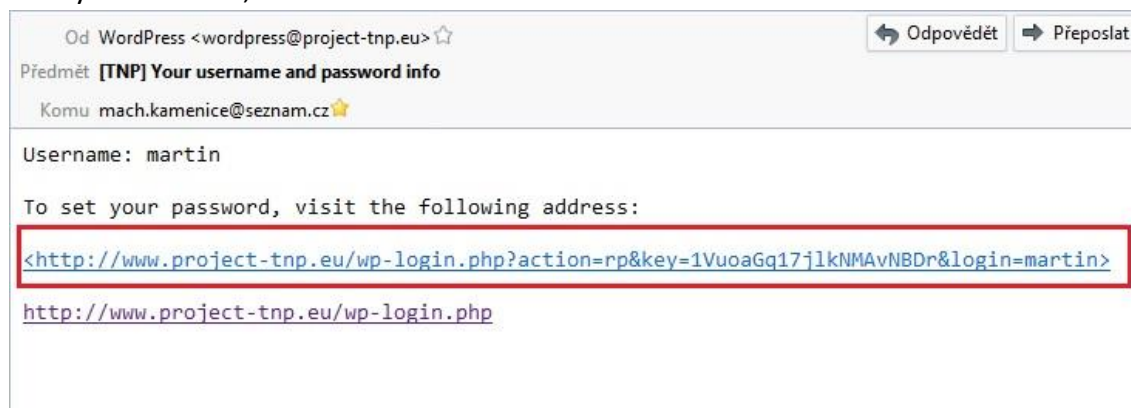 Od WordPress <wordpress@project-tnp.eu>
Odpovědět
Přeposlat
Předmět [TNP] Your username and password info
Komu mach.kamenice@seznam.cz
Username: martin
To set your password, visit the following address:
<http://www.project-tnp.eu/wp-login.php?action=rp&key=1VuoaGq17jlkNMAvNBDr&login=martin>
http://www.project-tnp.eu/wp-login.php